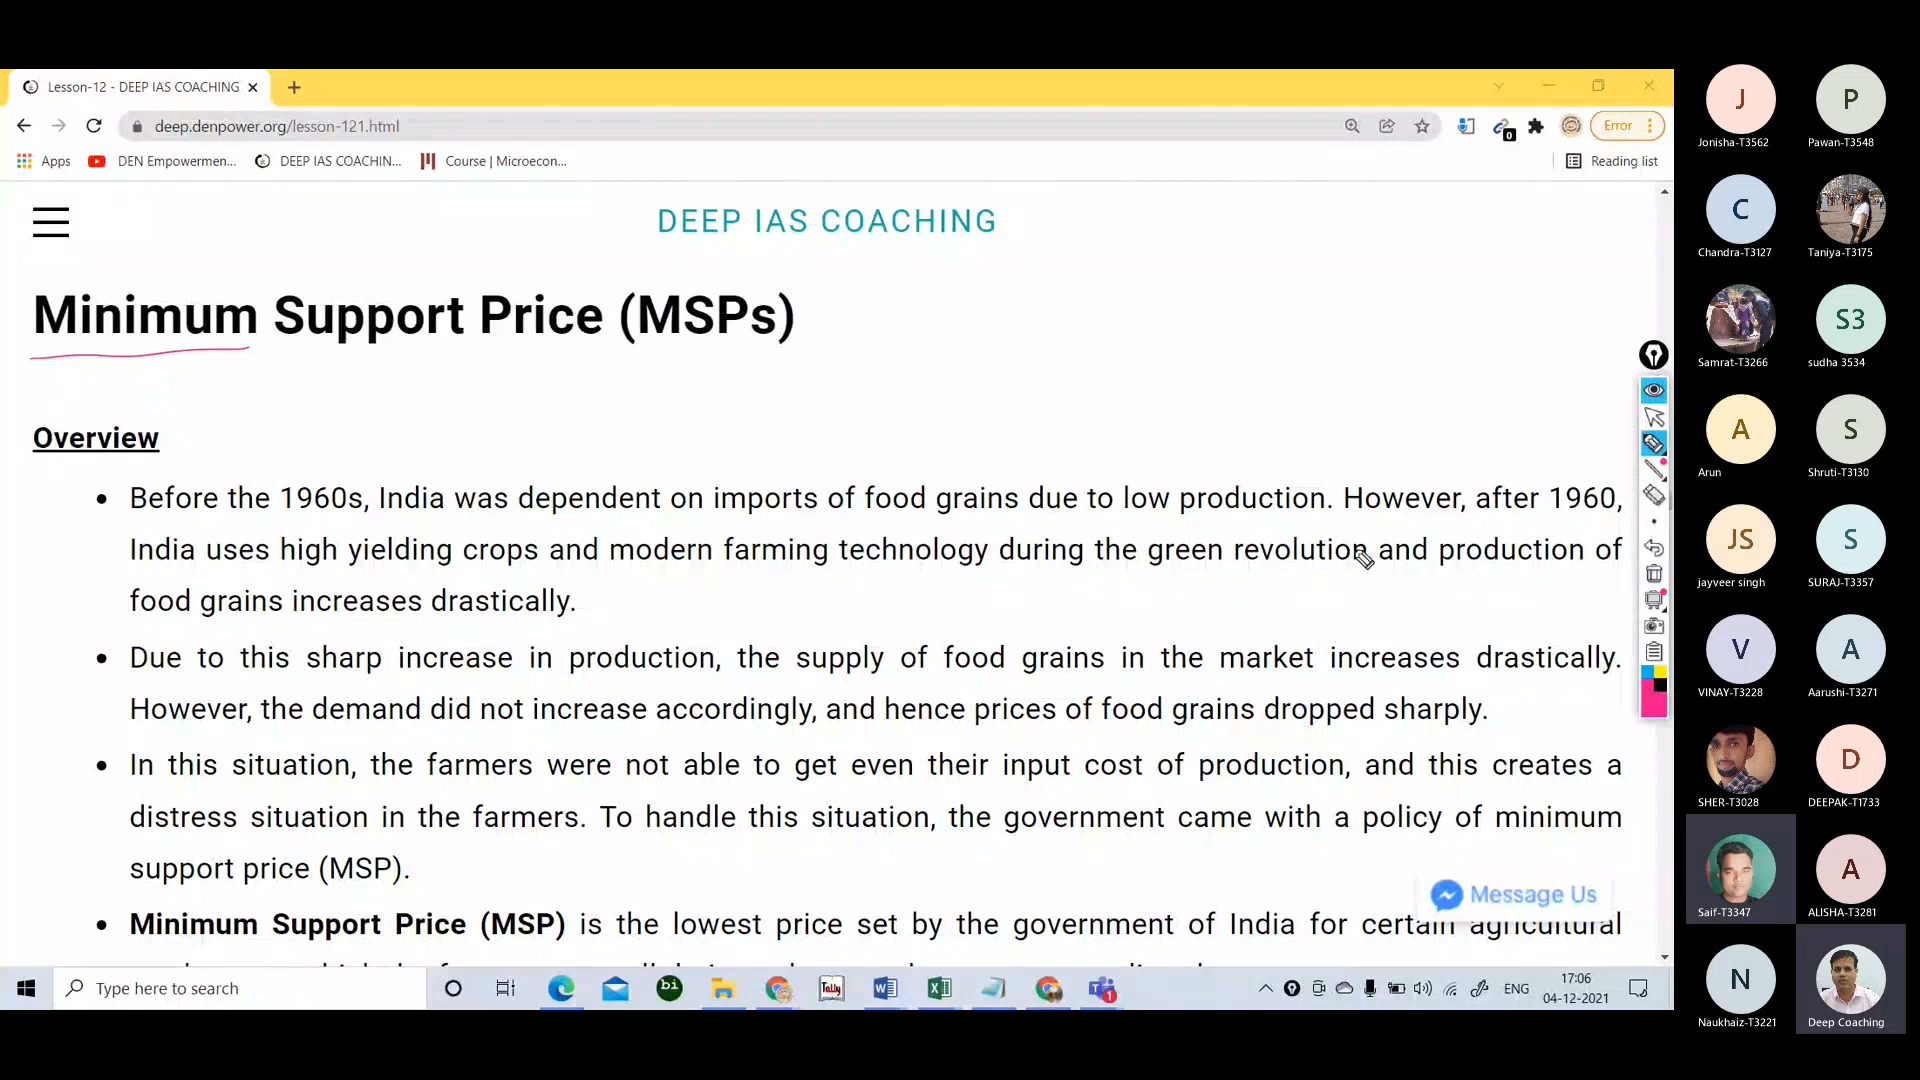 Lesson-12 - DEEP IAS COACHING
deep.denpower.org/lesson-121.html
Error
Apps
DEN Empowermen...
DEEP IAS COACHIN...
Course | Microecon...
Reading list
DEEP IAS COACHING
Minimum Support Price (MSPs)
Overview
Before the 1960s, India was dependent on imports of food grains due to low production. However, after 1960,
India uses high yielding crops and modern farming technology during the green revolution and production of
food grains increases drastically.
Due to this sharp increase in production, the supply of food grains in the market increases drastically.
However, the demand did not increase accordingly, and hence prices of food grains dropped sharply.
In this situation, the farmers were not able to get even their input cost of production, and this creates a
distress situation in the farmers. To handle this situation, the government came with a policy of minimum
support price (MSP).
Message Us
Minimum Support Price (MSP) is the lowest price set by the government of India for certain agricultural
Type here to search
bi
Tally
ENG
17:06
04-12-2021
J
Jonisha-T3562
P
Pawan-T3548
C
Chandra-T3127
Taniya-T3175
Samrat-T3266
S3
sudha 3534
A
Arun
S
Shruti-T3130
JS
jayveer singh
S
SURAJ-T3357
V
VINAY-T3228
A
Aarushi-T3271
SHER-T3028
D
DEEPAK-T1733
Saif-T3347
A
ALISHA-T3281
N
Naukhaiz-T3221
Deep Coaching